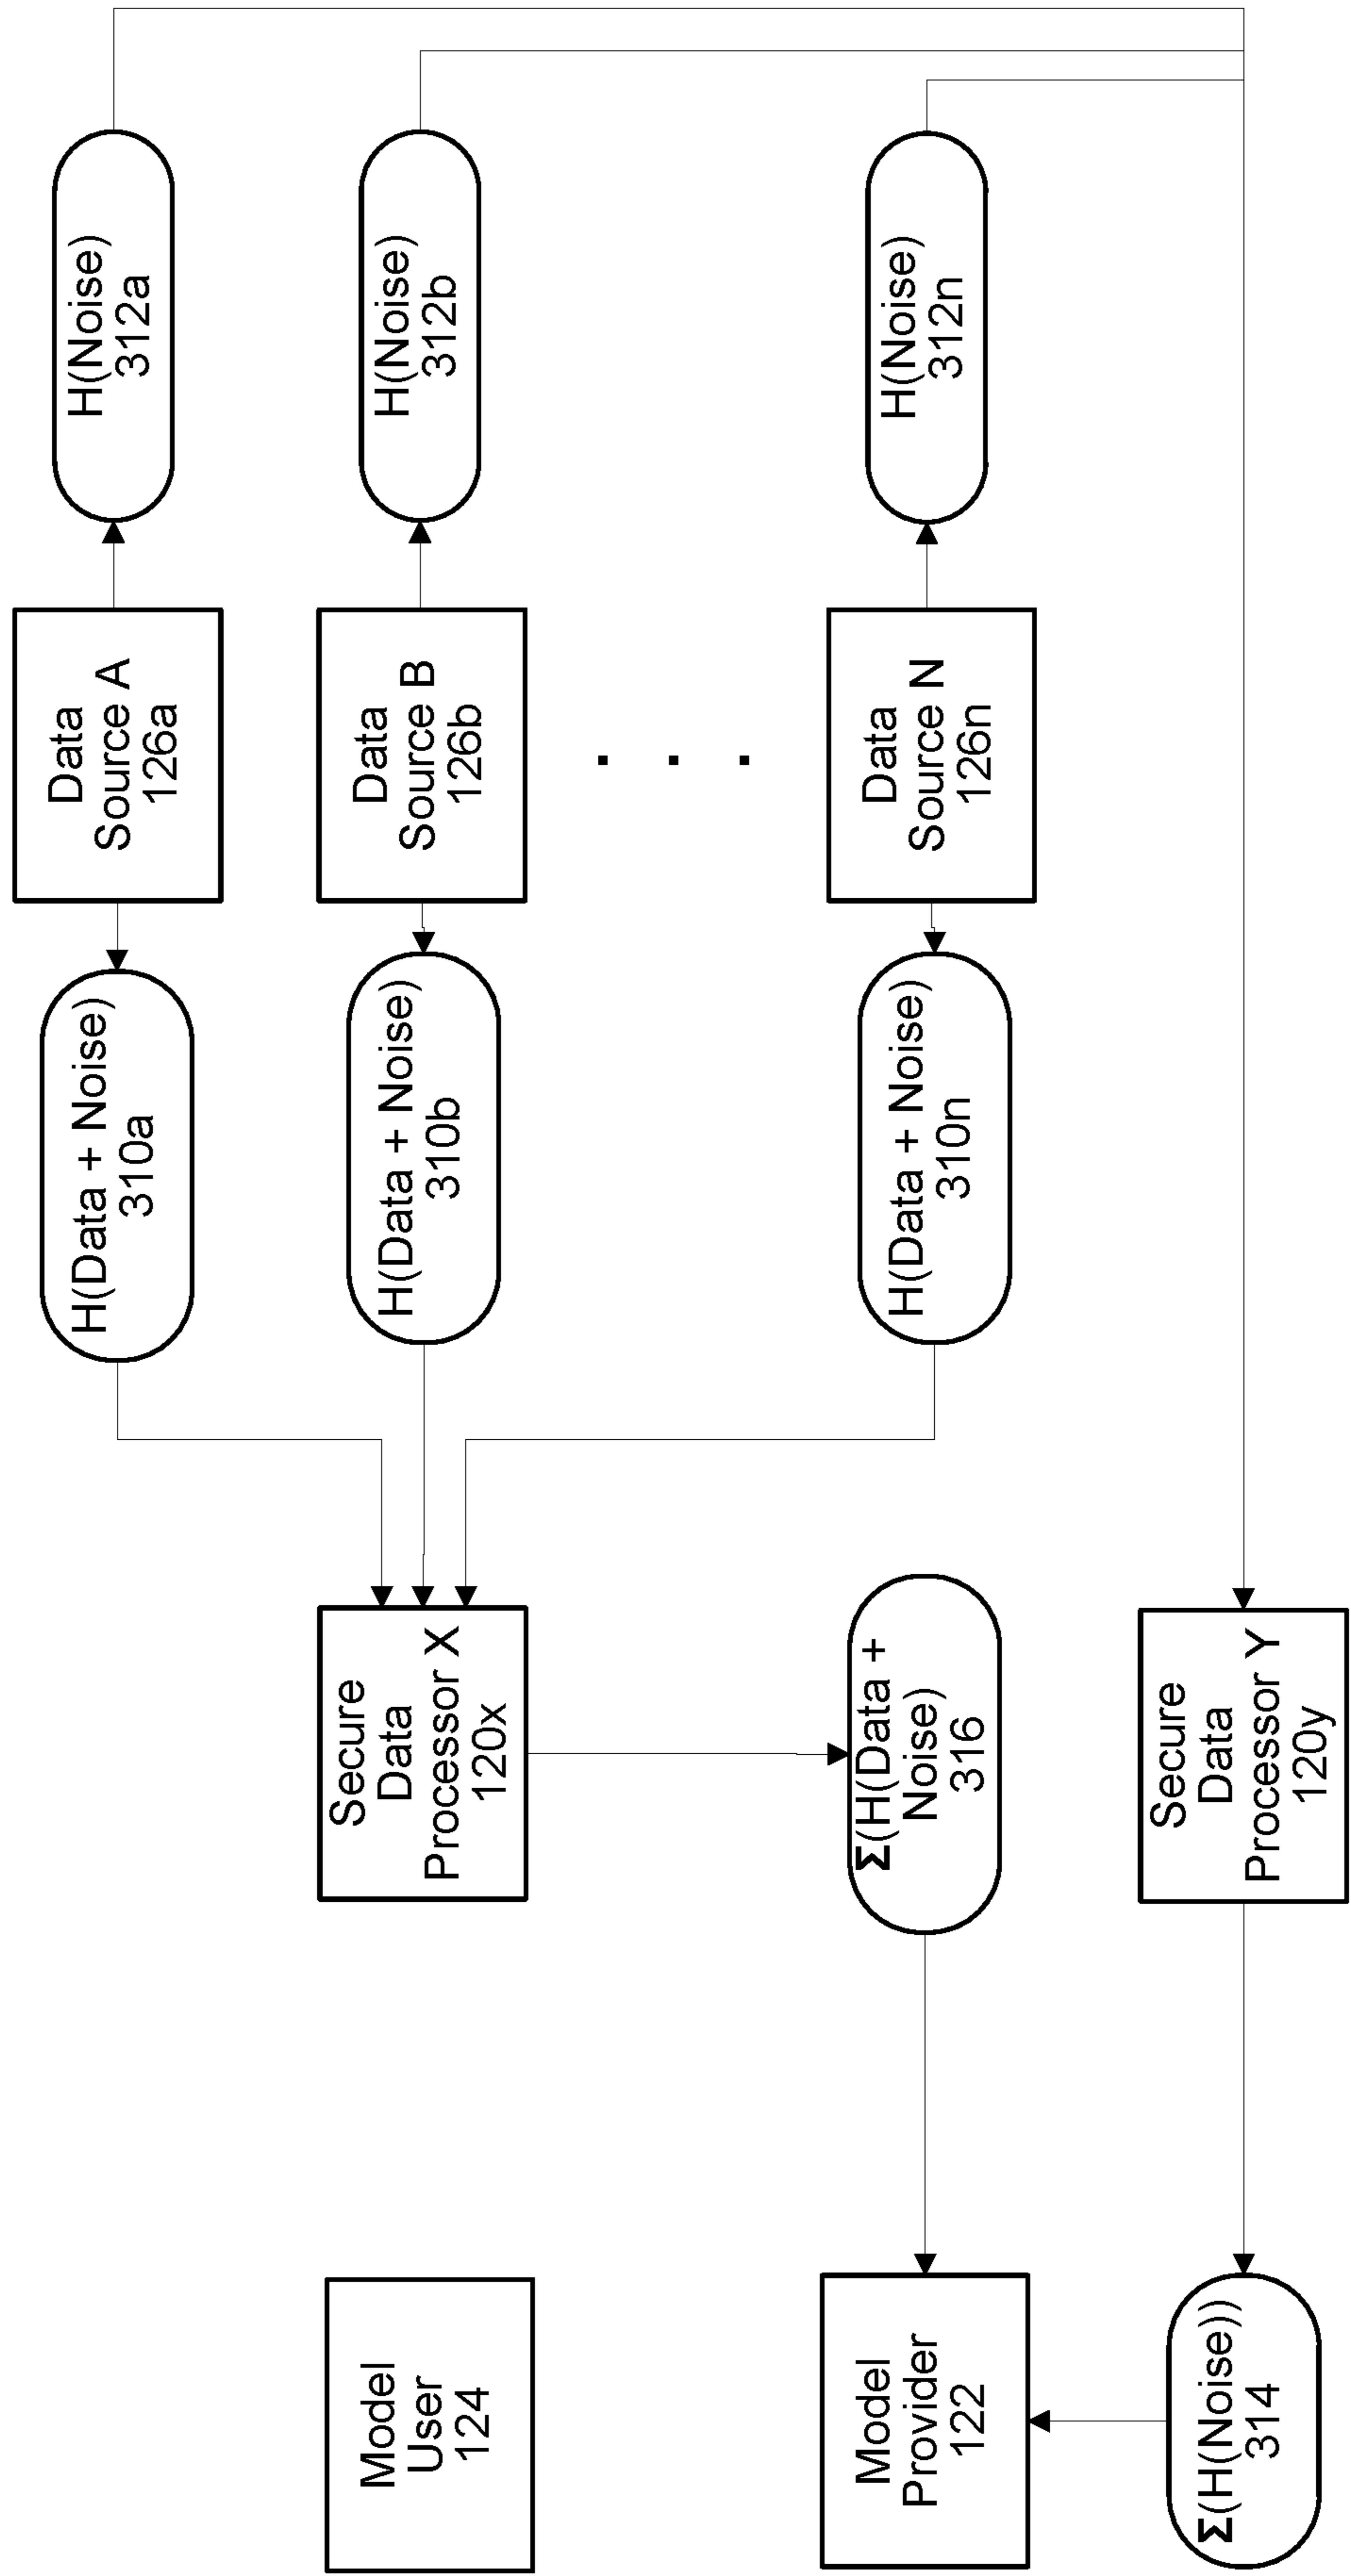 H(Data + Noise)
310a
Data
Source A
126a
H(Noise)
312a
Model
User
124
Secure
Data
Processor X
120x
H(Data + Noise)
310b
Data
Source B
126b
H(Noise)
312b
Model
Provider
122
Σ(H(Data +
Noise)
316
H(Data + Noise)
310n
Data
Source N
126n
H(Noise)
312n
Σ(H(Noise))
314
Secure
Data
Processor Y
120y